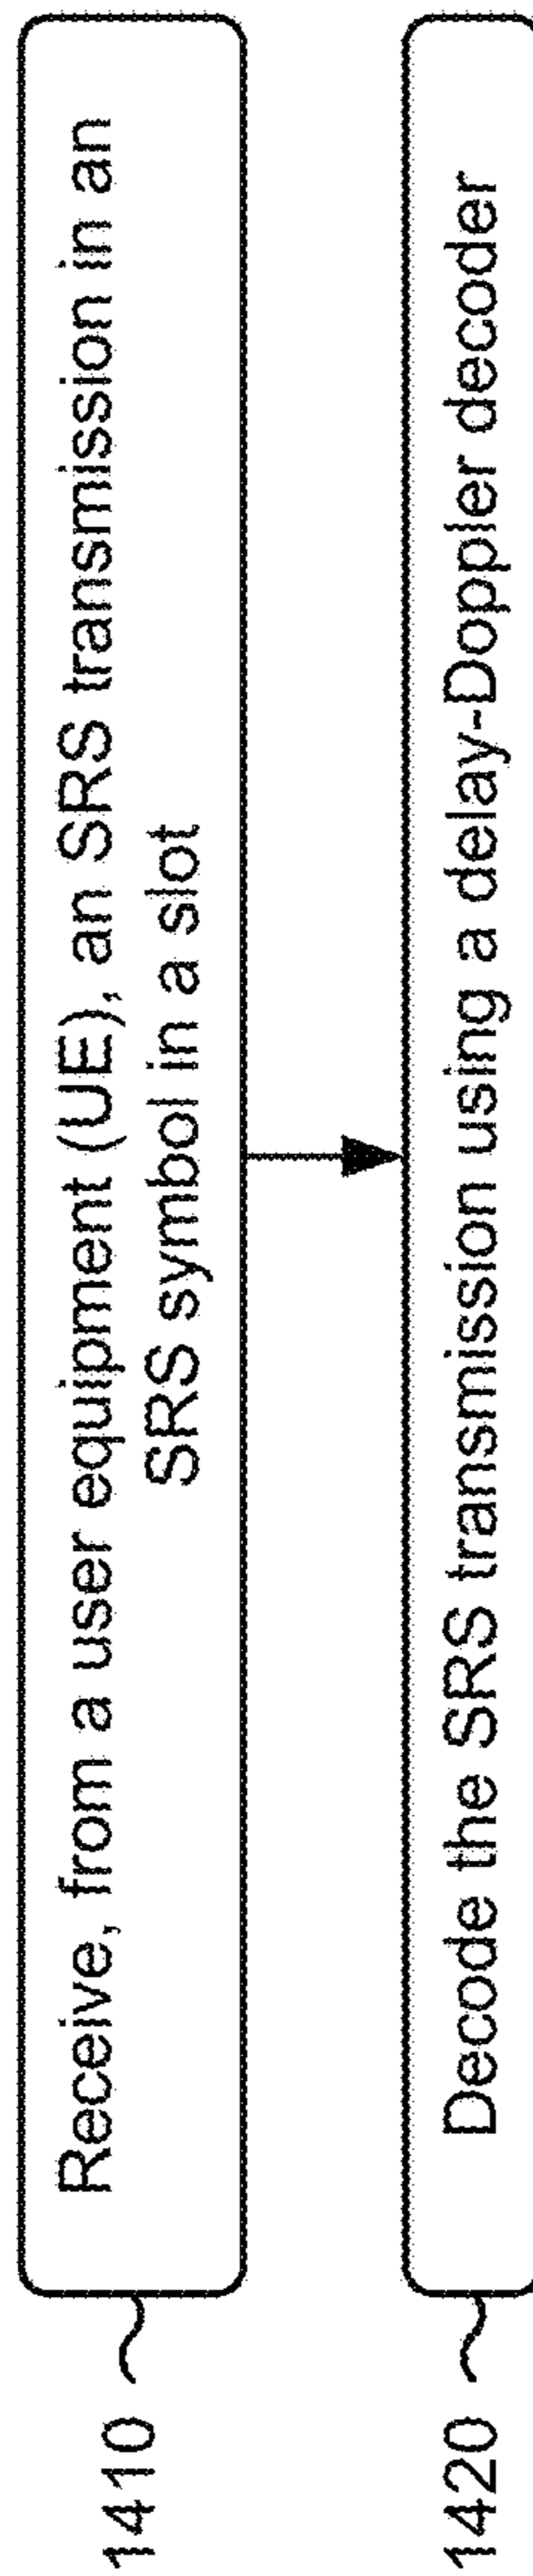 1410
Receive, from a user equipment (UE), an SRS transmission in an
SRS symbol in a slot
1420
Decode the SRS transmission using a delay-Doppler decoder